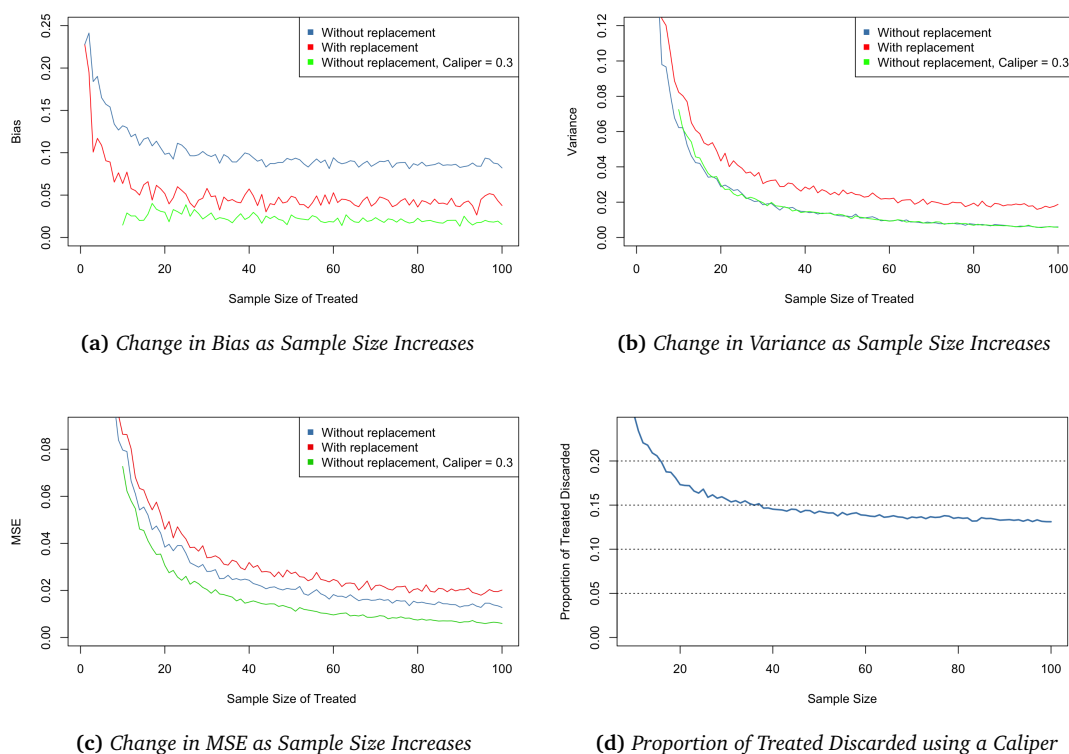 0.25
0.20
0.15
0.10
0.05
0.00
Bias
0 20 40 60 80 100
Sample Size of Treated
Without replacement
With replacement
Without replacement, Caliper = 0.3
(a) Change in Bias as Sample Size Increases
0.12
0.10
0.08
0.06
0.04
0.02
0.00
Variance
0 20 40 60 80 100
Sample Size of Treated
Without replacement
With replacement
Without replacement, Caliper = 0.3
(b) Change in Variance as Sample Size Increases
0.08
0.06
0.04
0.02
0.00
MSE
0 20 40 60 80 100
Sample Size of Treated
Without replacement
With replacement
Without replacement, Caliper = 0.3
(c) Change in MSE as Sample Size Increases
0.20
0.15
0.10
0.05
0.00
Proportion of Treated Discarded
20 40 60 80 100
Sample Size
(d) Proportion of Treated Discarded using a Caliper